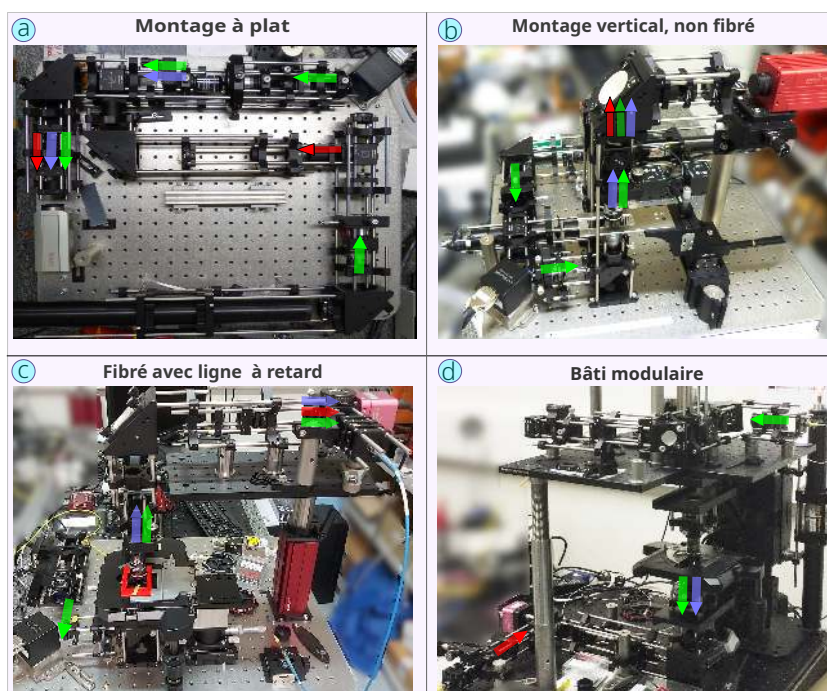 a
Montage à plat
b
Montage vertical, non fibré
c
Fibré avec ligne à retard
d
Bâti modulaire